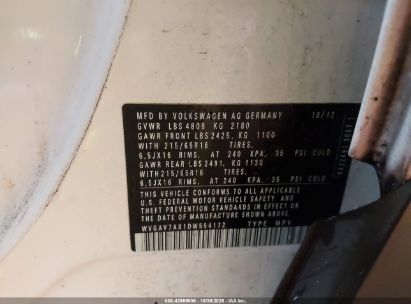 MFD. BY VOLKSWAGEN AG GERMANY 10/12
GVWR LBS 4806 KG 2180
GAWR FRONT LBS 2425, KG 1100
WITH 215/65R16 TIRES,
6.5JX16 RIMS, AT 240 KPA, 35 PSI COLD
GAWR REAR LBS 2491, KG 1130
WITH 215/65R16 TIRES,
6.5JX16 RIMS, AT 240 KPA, 35 PSI COLD
THIS VEHICLE CONFORMS TO ALL APPLICABLE
U.S. FEDERAL MOTOR VEHICLE SAFETY
STANDARDS IN EFFECT ON THE DATE OF
MANUFACTURE SHOWN ABOVE.
WVGAV7AX1DW554172 TYPE MPV